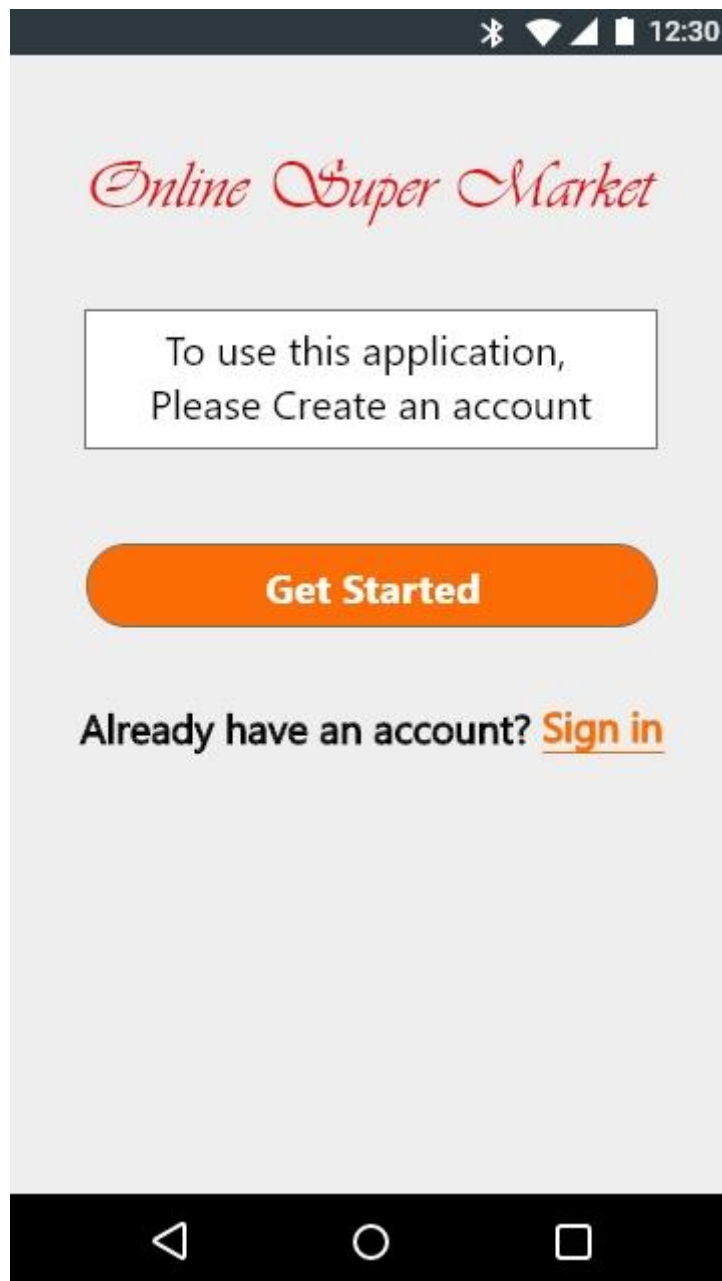 12:30
Online Super Market
To use this application,
Please Create an account
Get Started
Already have an account? Sign in